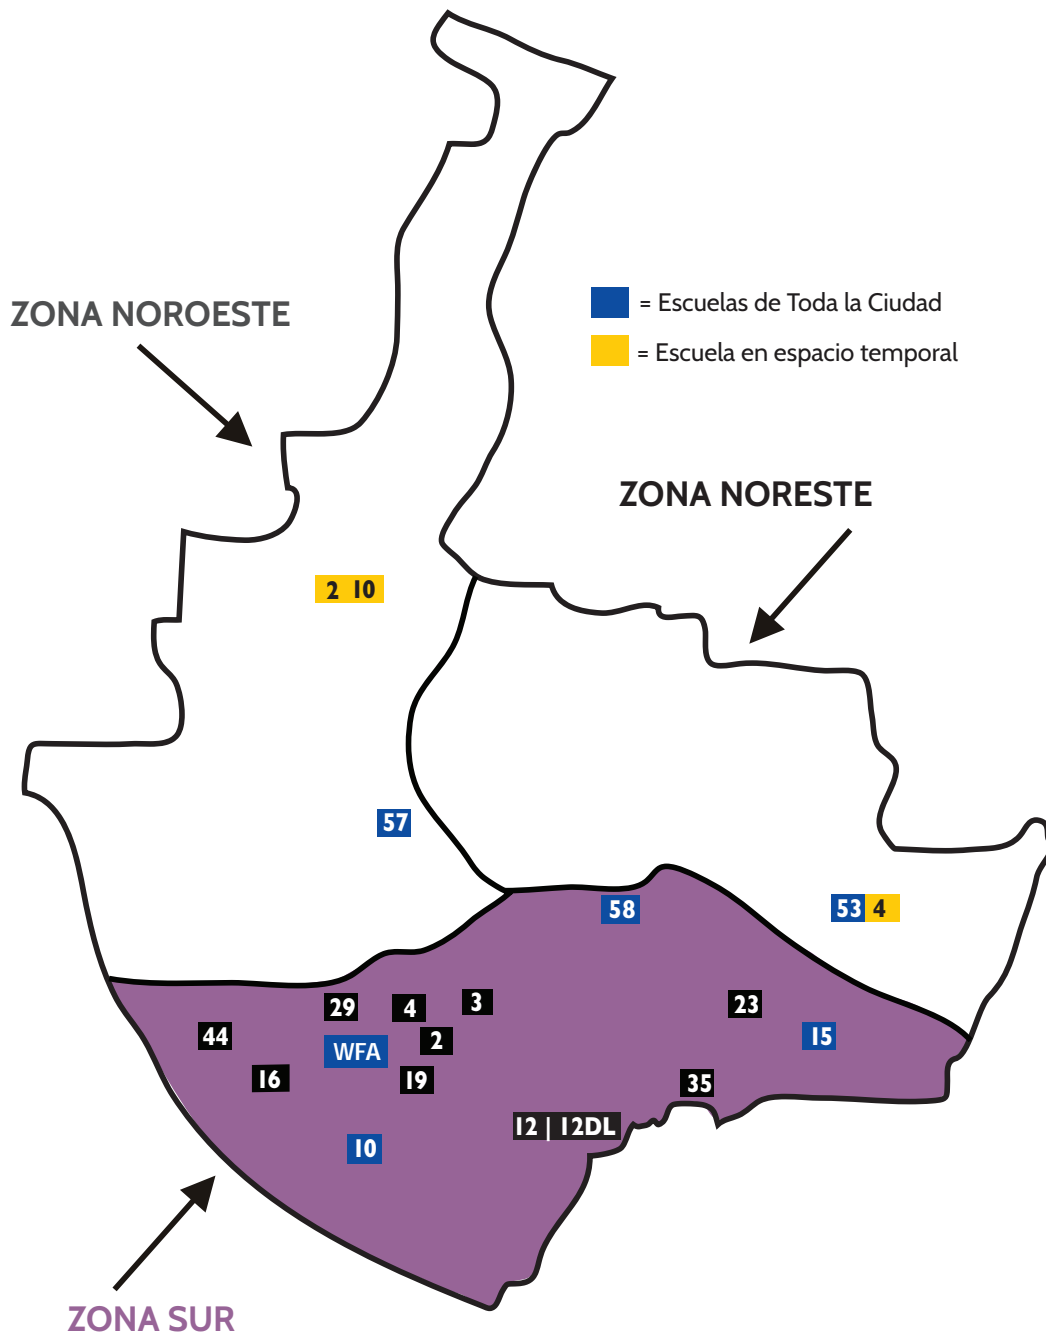 ZONA NOROESTE
= Escuelas de Toda la Ciudad
= Escuela en espacio temporal
ZONA NORESTE
2 10
57
58
53 4
29
4
3
23
44
WFA
2
15
16
19
35
12 | 12DL
10
ZONA SUR